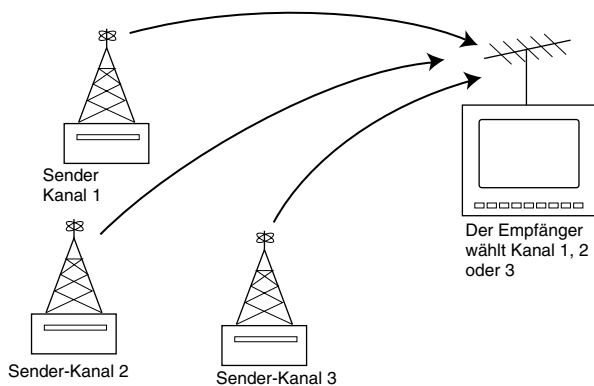 Sender
Kanal 1
Der Empfänger
wählt Kanal 1, 2
oder 3
Sender-Kanal 2
Sender-Kanal 3